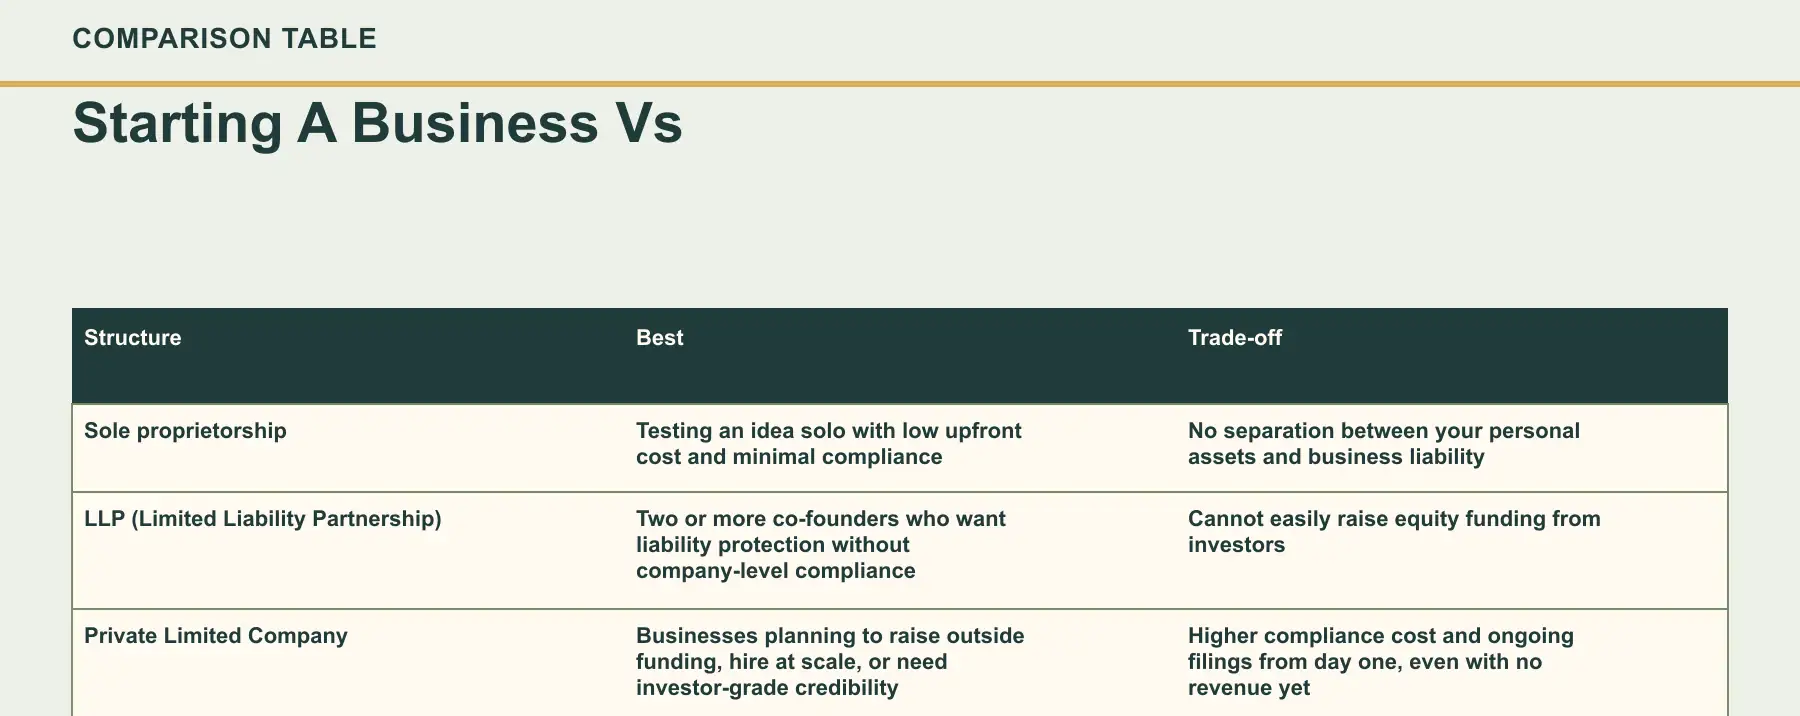 COMPARISON TABLE
Starting A Business Vs
Structure
Best
Trade-off
Sole proprietorship
Testing an idea solo with low upfront
cost and minimal compliance
No separation between your personal
assets and business liability
LLP (Limited Liability Partnership)
Two or more co-founders who want
liability protection without
company-level compliance
Cannot easily raise equity funding from
investors
Private Limited Company
Businesses planning to raise outside
funding, hire at scale, or need
investor-grade credibility
Higher compliance cost and ongoing
filings from day one, even with no
revenue yet